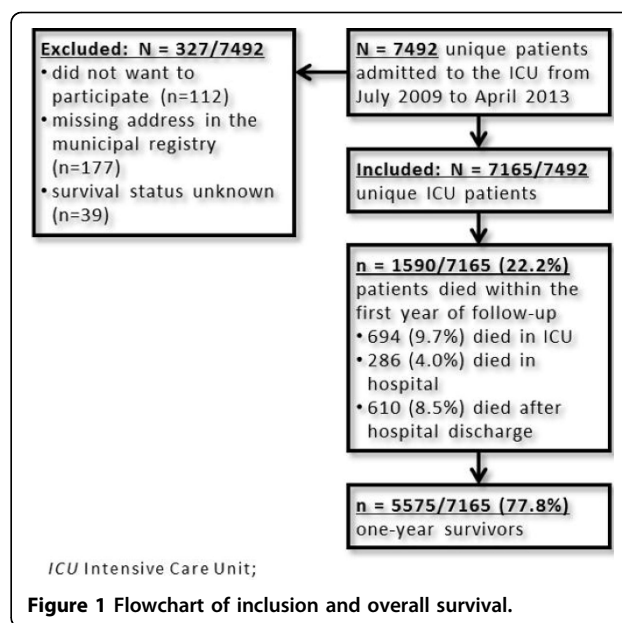 Excluded: N = 327/7492
• did not want to
participate (n=112)
• missing address in the
municipal registry
(n=177)
• survival status unknown
(n=39)
N = 7492 unique patients
admitted to the ICU from
July 2009 to April 2013
Included: N = 7165/7492
unique ICU patients
n = 1590/7165 (22.2%)
patients died within the
first year of follow-up
• 694 (9.7%) died in ICU
• 286 (4.0%) died in
hospital
• 610 (8.5%) died after
hospital discharge
n = 5575/7165 (77.8%)
one-year survivors
ICU Intensive Care Unit;
Figure 1 Flowchart of inclusion and overall survival.